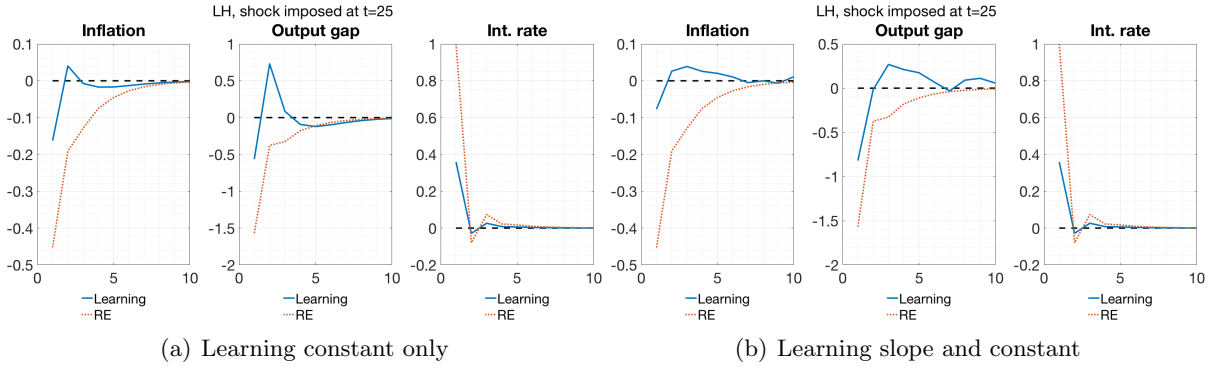 LH, shock imposed at t=25
Inflation Output gap Int. rate
0.1
0
-0.1
-0.2
-0.3
-0.4
-0.5
0 5 10
Learning
RE
1
0.5
0
-0.5
-1
-1.5
-2
0 5 10
Learning
RE
1
0.8
0.6
0.4
0.2
0
-0.2
0 5 10
Learning
RE
(a) Learning constant only
LH, shock imposed at t=25
Inflation Output gap Int. rate
0.1
0
-0.1
-0.2
-0.3
-0.4
-0.5
0 5 10
Learning
RE
0.5
0
-0.5
-1
-1.5
-2
0 5 10
Learning
RE
1
0.8
0.6
0.4
0.2
0
-0.2
0 5 10
Learning
RE
(b) Learning slope and constant